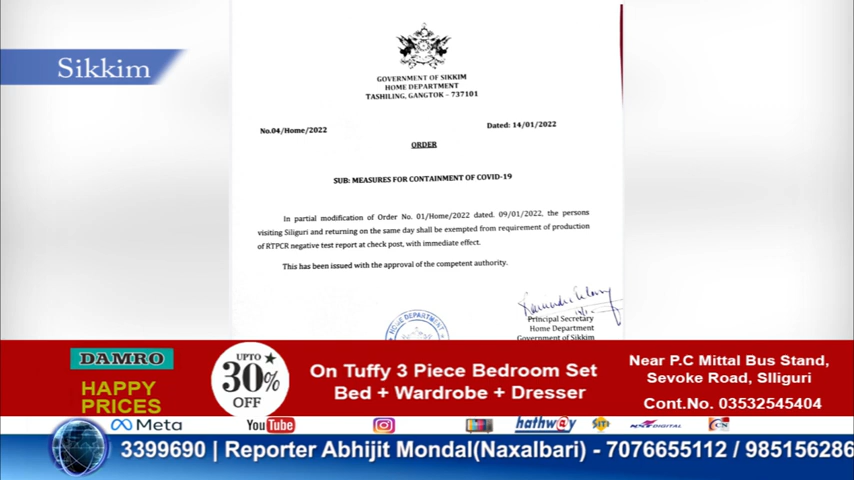 Sikkim
GOVERNMENT OF SIKKIM
HOME DEPARTMENT
TASHILING, GANGTOK – 737101
No.04/Home/2022
Dated: 14/01/2022
ORDER
SUB: MEASURES FOR CONTAINMENT OF COVID-19
In partial modification of Order No. 01/Home/2022 dated. 09/01/2022, the persons
visiting Siliguri and returning on the same day shall be exempted from requirement of production
of RTPCR negative test report at check post, with immediate effect.
This has been issued with the approval of the competent authority.
HOME DEPARTMENT
Principal Secretary
Home Department
Government of Sikkim
DAMRO
HAPPY
PRICES
UPTO
30%
OFF
On Tuffy 3 Piece Bedroom Set
Bed + Wardrobe + Dresser
Near P.C Mittal Bus Stand,
Sevoke Road, SIliguri
Cont.No. 03532545404
Meta
YouTube
hathway
SITI
DIGITAL
CN
3399690 | Reporter Abhijit Mondal(Naxalbari) - 7076655112 / 985156286